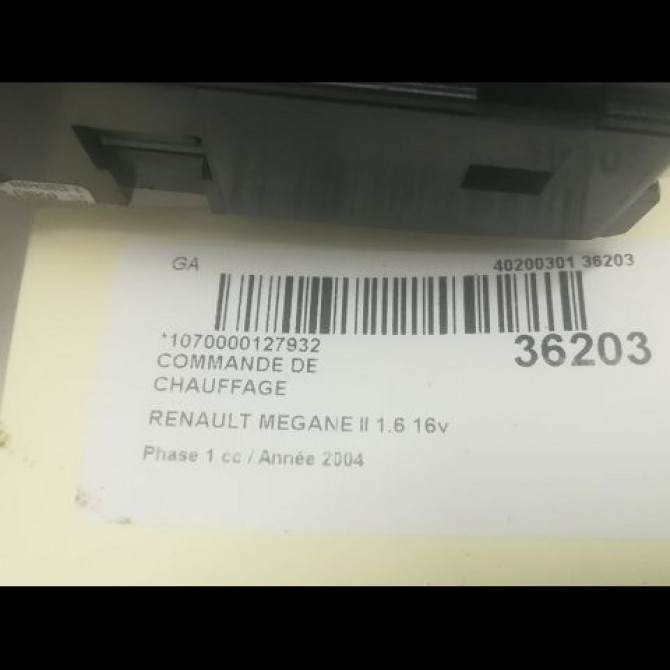 GA 40200301 36203
*1070000127932 36203
COMMANDE DE
CHAUFFAGE
RENAULT MEGANE II 1.6 16v
Phase 1 cc / Année 2004